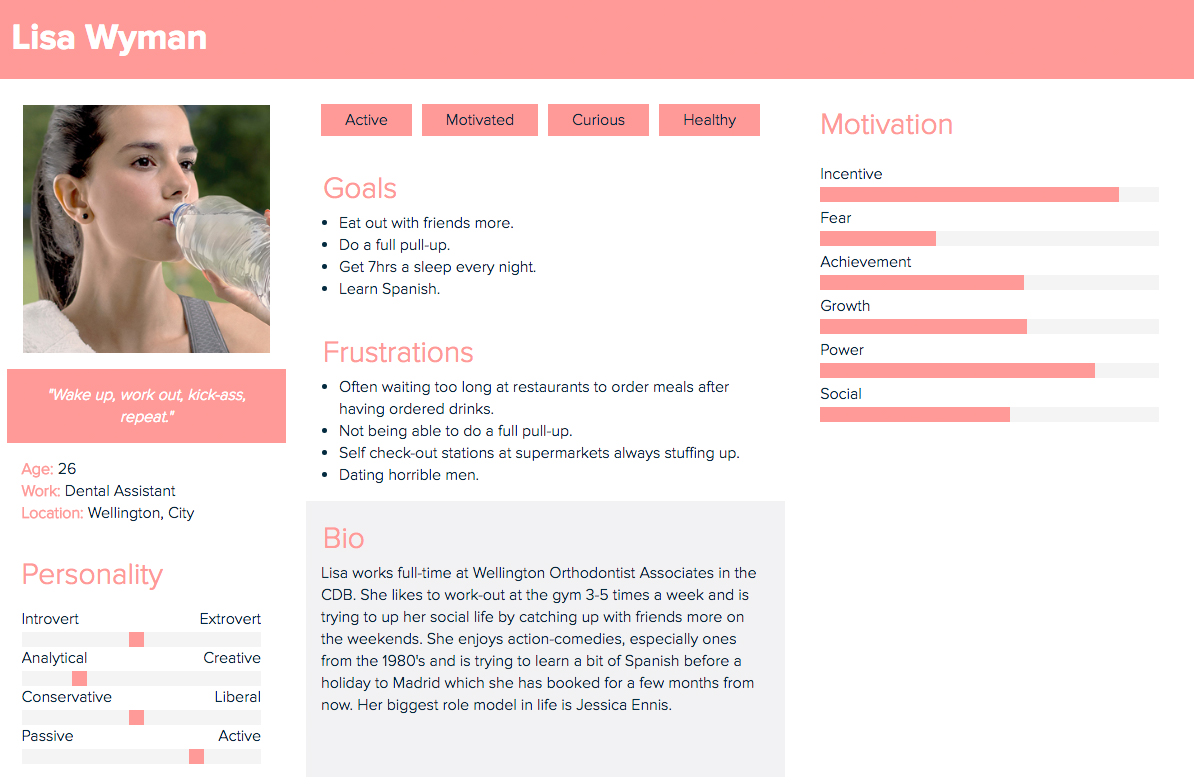 Lisa Wyman
"Wake up, work out, kick-ass,
repeat."
Age: 26
Work: Dental Assistant
Location: Wellington, City
Personality
Introvert Extrovert
Analytical Creative
Conservative Liberal
Passive Active
Active Motivated Curious Healthy
Goals
• Eat out with friends more.
• Do a full pull-up.
• Get 7hrs a sleep every night.
• Learn Spanish.
Frustrations
• Often waiting too long at restaurants to order meals after
having ordered drinks.
• Not being able to do a full pull-up.
• Self check-out stations at supermarkets always stuffing up.
• Dating horrible men.
Bio
Lisa works full-time at Wellington Orthodontist Associates in the
CDB. She likes to work-out at the gym 3-5 times a week and is
trying to up her social life by catching up with friends more on
the weekends. She enjoys action-comedies, especially ones
from the 1980's and is trying to learn a bit of Spanish before a
holiday to Madrid which she has booked for a few months from
now. Her biggest role model in life is Jessica Ennis.
Motivation
Incentive
Fear
Achievement
Growth
Power
Social